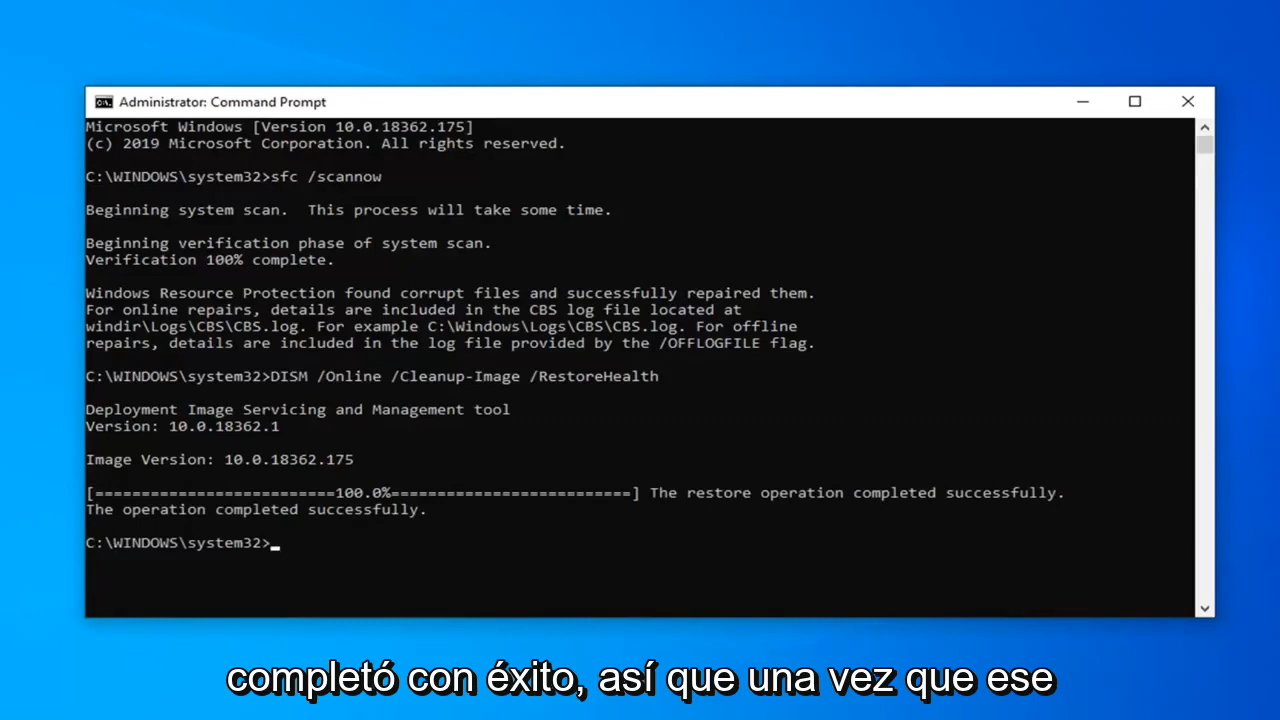 Administrator: Command Prompt
Microsoft Windows [Version 10.0.18362.175]
(c) 2019 Microsoft Corporation. All rights reserved.
C:\WINDOWS\system32>sfc /scannow
Beginning system scan.  This process will take some time.
Beginning verification phase of system scan.
Verification 100% complete.
Windows Resource Protection found corrupt files and successfully repaired them.
For online repairs, details are included in the CBS log file located at
windir\Logs\CBS\CBS.log. For example C:\Windows\Logs\CBS\CBS.log. For offline
repairs, details are included in the log file provided by the /OFFLOGFILE flag.
C:\WINDOWS\system32>DISM /Online /Cleanup-Image /RestoreHealth
Deployment Image Servicing and Management tool
Version: 10.0.18362.1
Image Version: 10.0.18362.175
[==========================100.0%==========================] The restore operation completed successfully.
The operation completed successfully.
C:\WINDOWS\system32>
completó con éxito, así que una vez que ese